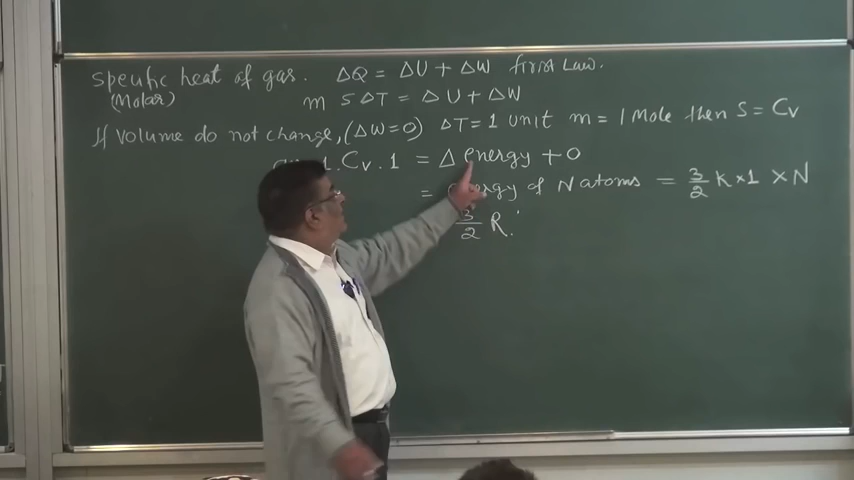 Specific heat of gas. ΔQ = ΔU + ΔW first Law.
(Molar) m S ΔT = ΔU + ΔW
If Volume do not change, (ΔW=0) ΔT = 1 Unit m = 1 Mole then S = Cv
1. Cv. 1 = Δ energy + 0
= energy of N atoms = 3/2 K × 1 × N
3/2 R.